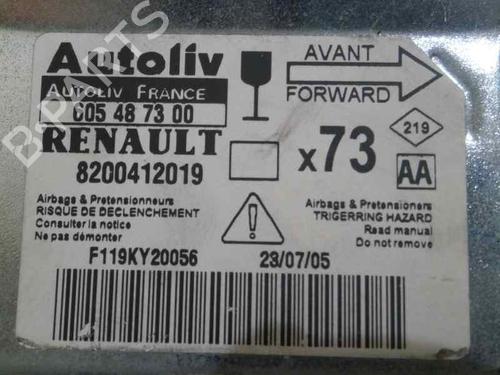 Autoliv
AUTOLIV FRANCE
605 48 73 00
RENAULT
8200412019
AVANT
FORWARD
x73
219
AA
Airbags & Pretensionneurs
RISQUE DE DECLENCHEMENT
Consulter la notice
Ne pas démonter
Airbags & Pretensioners
TRIGERRING HAZARD
Read manual
Do not remove
F119KY20056
23/07/05
B-PARTS